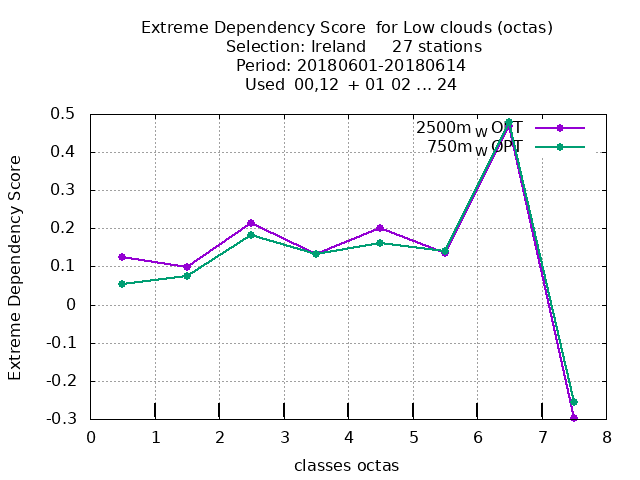 Extreme Dependency Score  for Low clouds (octas)
Selection: Ireland     27 stations
Period: 20180601-20180614
Used  00,12  + 01 02 ... 24
2500m W OPT
750m W OPT
0.5
0.4
0.3
0.2
0.1
0
-0.1
-0.2
-0.3
Extreme Dependency Score
0 1 2 3 4 5 6 7 8
classes octas